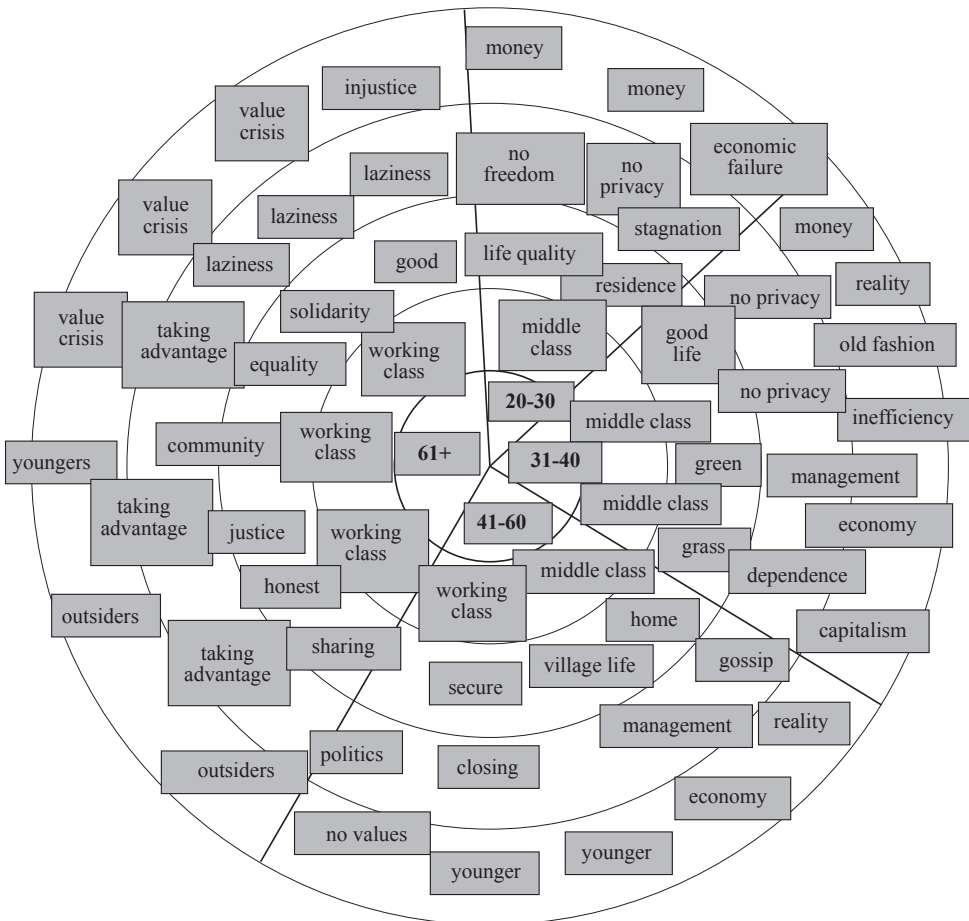 money
injustice
money
value
crisis
no
freedom
economic
failure
laziness
no
privacy
value
crisis
laziness
stagnation
money
laziness
good
life quality
residence
reality
no privacy
solidarity
value
crisis
taking
advantage
working
class
middle
class
good
life
old fashion
equality
no privacy
20-30
middle class
inefficiency
community
working
class
61+
31-40
green
youngers
management
taking
advantage
justice
working
class
41-60
middle class
economy
grass
honest
working
class
middle class
dependence
outsiders
home
capitalism
taking
advantage
sharing
village life
gossip
secure
management
reality
politics
outsiders
closing
economy
no values
younger
younger